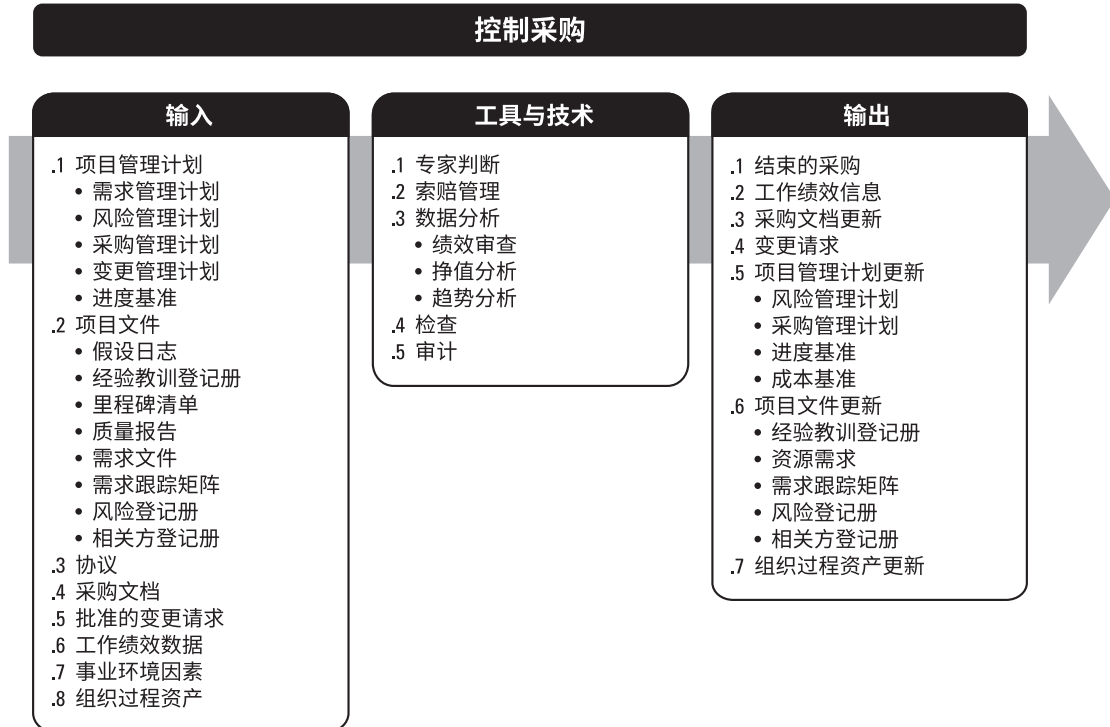 控制采购
输入
.1 项目管理计划
• 需求管理计划
• 风险管理计划
• 采购管理计划
• 变更管理计划
• 进度基准
.2 项目文件
• 假设日志
• 经验教训登记册
• 里程碑清单
• 质量报告
• 需求文件
• 需求跟踪矩阵
• 风险登记册
• 相关方登记册
.3 协议
.4 采购文档
.5 批准的变更请求
.6 工作绩效数据
.7 事业环境因素
.8 组织过程资产
工具与技术
.1 专家判断
.2 索赔管理
.3 数据分析
• 绩效审查
• 挣值分析
• 趋势分析
.4 检查
.5 审计
输出
.1 结束的采购
.2 工作绩效信息
.3 采购文档更新
.4 变更请求
.5 项目管理计划更新
• 风险管理计划
• 采购管理计划
• 进度基准
• 成本基准
.6 项目文件更新
• 经验教训登记册
• 资源需求
• 需求跟踪矩阵
• 风险登记册
• 相关方登记册
.7 组织过程资产更新